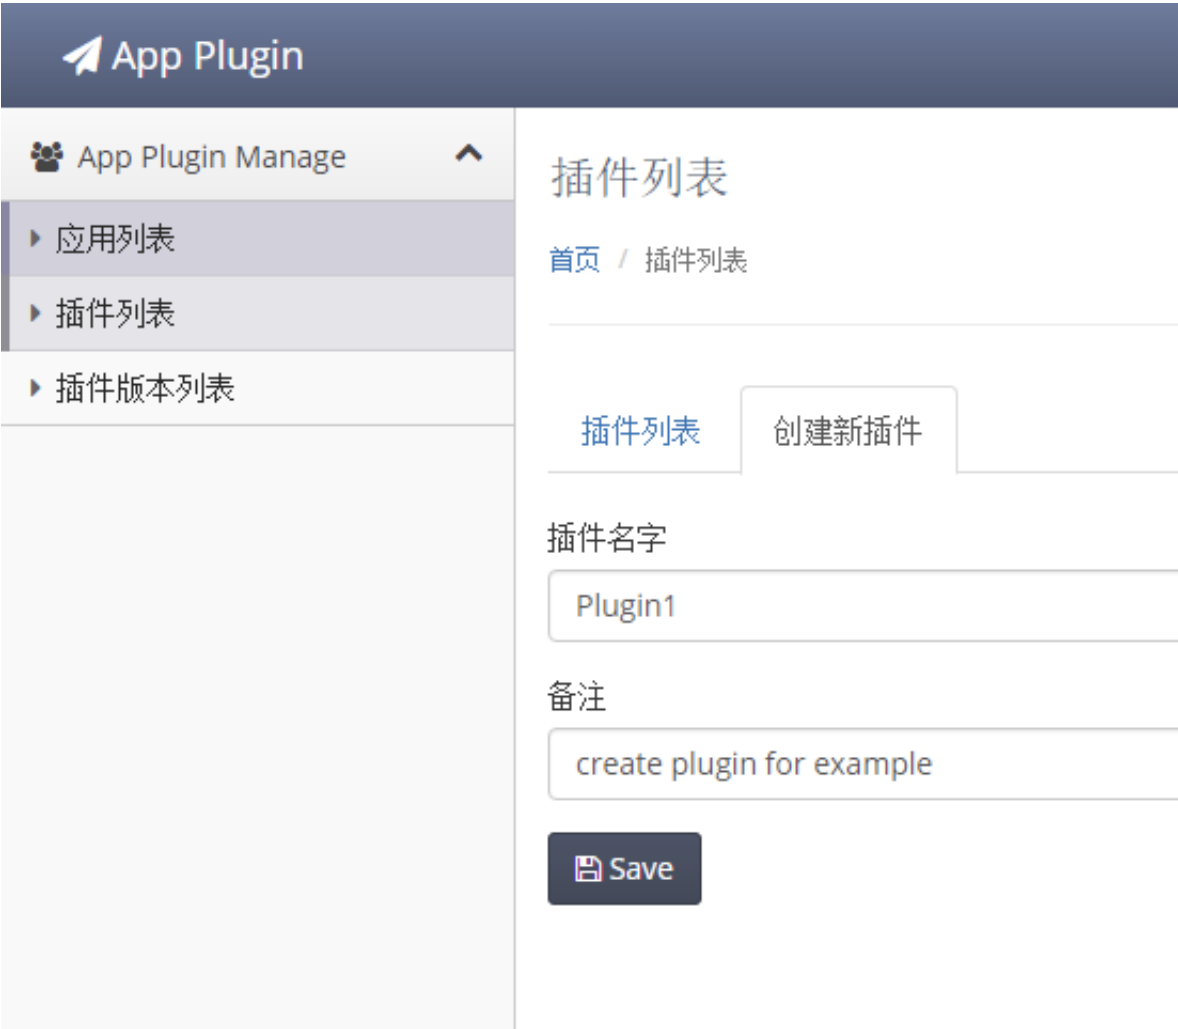 App Plugin
App Plugin Manage
应用列表
插件列表
插件版本列表
插件列表
首页 / 插件列表
插件列表
创建新插件
插件名字
Plugin1
备注
create plugin for example
Save